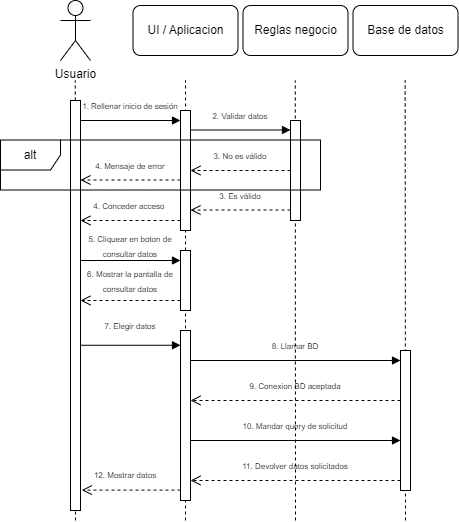 UI / Aplicacion
Reglas negocio
Base de datos
Usuario
1. Rellenar inicio de sesión
2. Validar datos
alt
3. No es válido
4. Mensaje de error
3. Es válido
4. Conceder acceso
5. Cliquear en boton de
consultar datos
6. Mostrar la pantalla de
consultar datos
7. Elegir datos
8. Llamar BD
9. Conexion BD aceptada
10. Mandar query de solicitud
11. Devolver datos solicitados
12. Mostrar datos